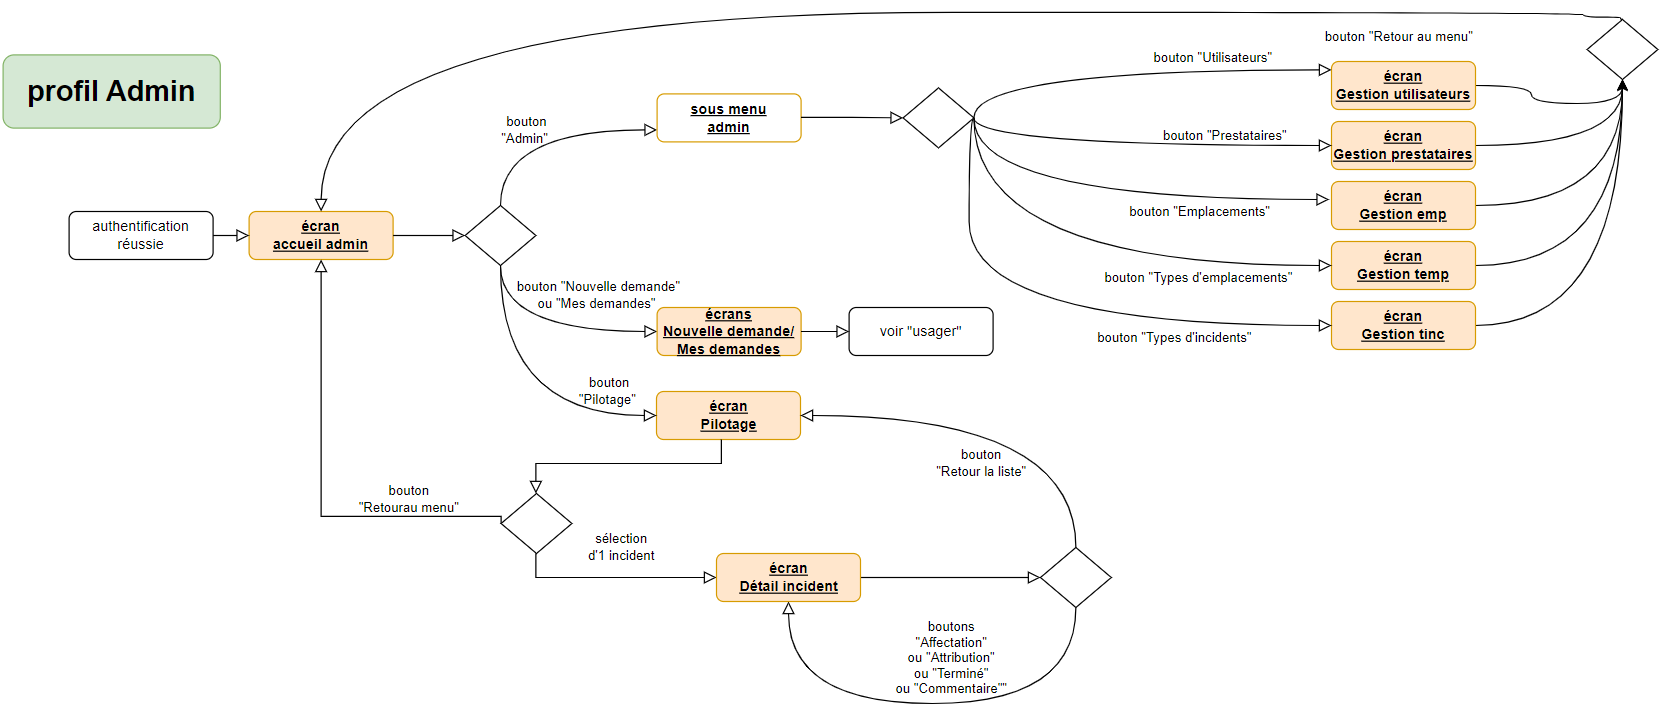 profil Admin
authentification
réussie
écran
accueil admin
bouton
"Admin"
sous menu
admin
bouton "Utilisateurs"
bouton "Retour au menu"
écran
Gestion utilisateurs
bouton "Prestataires"
écran
Gestion prestataires
bouton "Emplacements"
écran
Gestion emp
bouton "Types d'emplacements"
écran
Gestion temp
bouton "Types d'incidents"
écran
Gestion tinc
bouton "Nouvelle demande"
ou "Mes demandes"
écrans
Nouvelle demande/
Mes demandes
voir "usager"
bouton
"Pilotage"
écran
Pilotage
bouton
"Retour la liste"
bouton
"Retourau menu"
sélection
d'1 incident
écran
Détail incident
boutons
"Affectation"
ou "Attribution"
ou "Terminé"
ou "Commentaire""